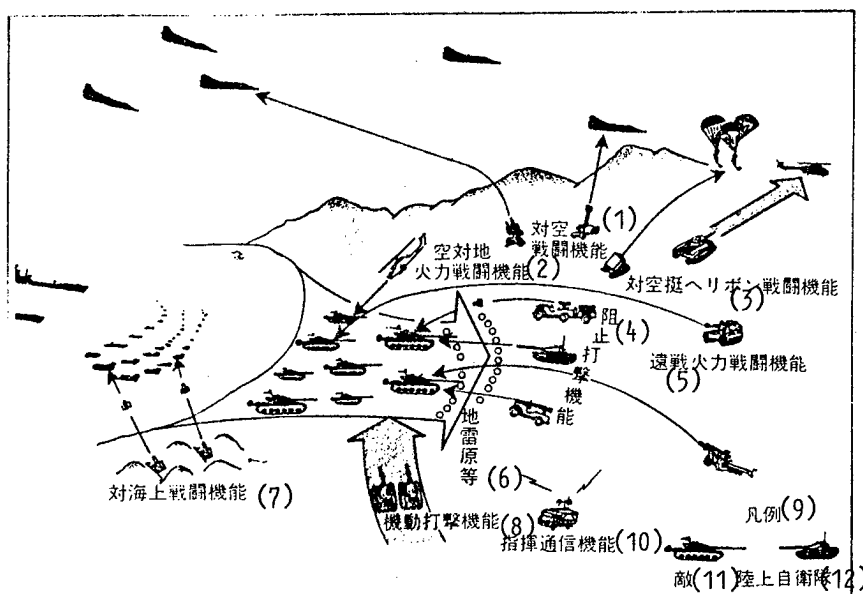 対空(1)
戦闘機能
空対地
火力戦闘機能(2)
対空挺ヘリボン戦闘機能
(3)
阻止(4)
打撃機能
遠戦火力戦闘機能
(5)
地雷原等
(6)
対海上戦闘機能(7)
機動打撃機能(8)
凡例(9)
指揮通信機能(10)
敵(11) 陸上自衛隊(12)